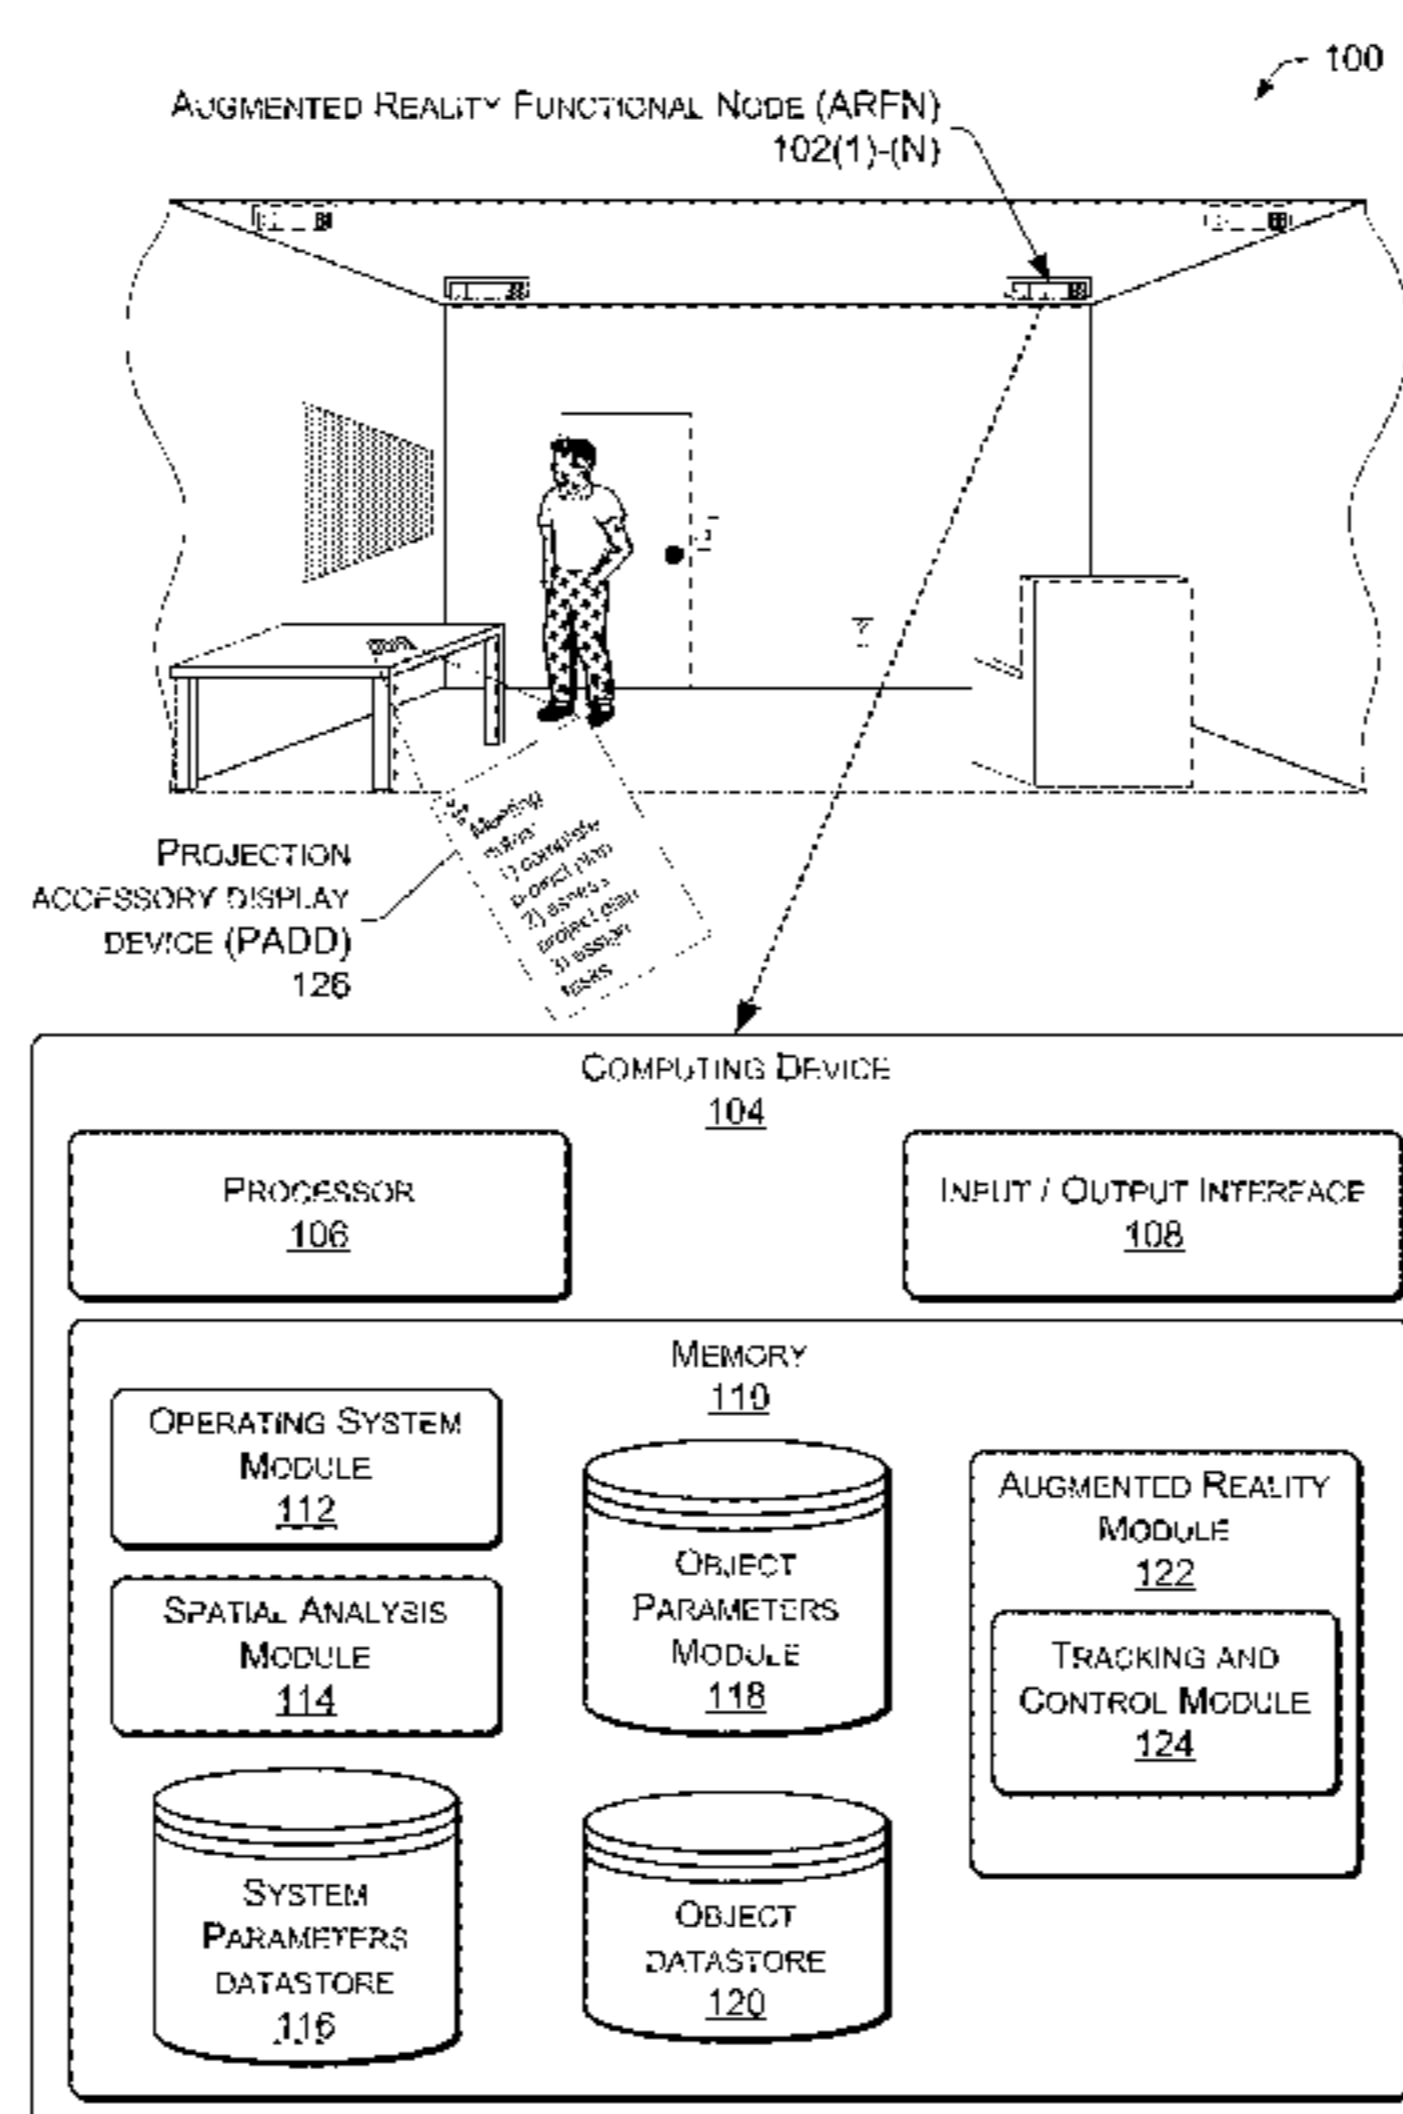 100
AUGMENTED REALITY FUNCTIONAL NODE (ARFN)
102(1)-(N)
Meeting
1) complete
project plan
2) assess
project plan
3) assign
tasks
PROJECTION
ACCESSORY DISPLAY
DEVICE (PADD)
126
COMPUTING DEVICE
104
PROCESSOR
106
INPUT / OUTPUT INTERFACE
108
MEMORY
110
OPERATING SYSTEM
MODULE
112
SPATIAL ANALYSIS
MODULE
114
SYSTEM
PARAMETERS
DATASTORE
116
OBJECT
PARAMETERS
MODULE
118
OBJECT
DATASTORE
120
AUGMENTED REALITY
MODULE
122
TRACKING AND
CONTROL MODULE
124